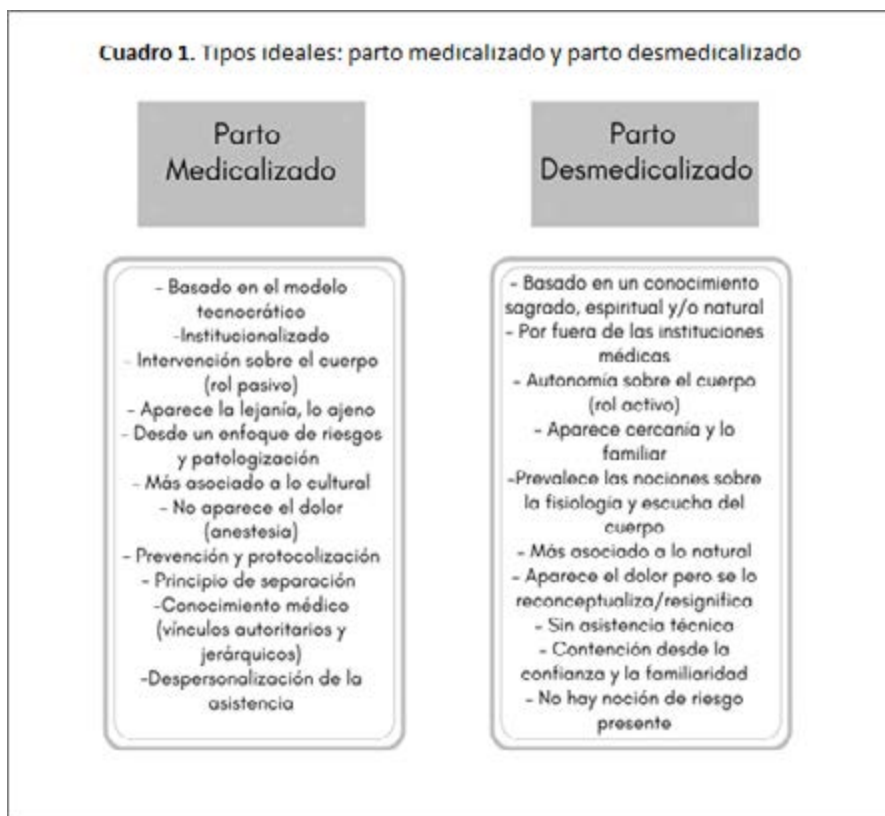 Cuadro 1. Tipos ideales: parto medicalizado y parto desmedicalizado
Parto
Medicalizado
- Basado en el modelo
tecnocrático
-Institucionalizado
- Intervención sobre el cuerpo
(rol pasivo)
- Aparece la lejanía, lo ajeno
- Desde un enfoque de riesgos
y patologización
- Más asociado a lo cultural
- No aparece el dolor
(anestesia)
- Prevención y protocolización
- Principio de separación
-Conocimiento médico
(vínculos autoritarios y
jerárquicos)
-Despersonalización de la
asistencia
Parto
Desmedicalizado
- Basado en un conocimiento
sagrado, espiritual y/o natural
- Por fuera de las instituciones
médicas
- Autonomía sobre el cuerpo
(rol activo)
- Aparece cercanía y lo
familiar
-Prevalece las nociones sobre
la fisiología y escucha del
cuerpo
- Más asociado a lo natural
- Aparece el dolor pero se lo
reconceptualiza/resignifica
- Sin asistencia técnica
- Contención desde la
confianza y la familiaridad
- No hay noción de riesgo
presente